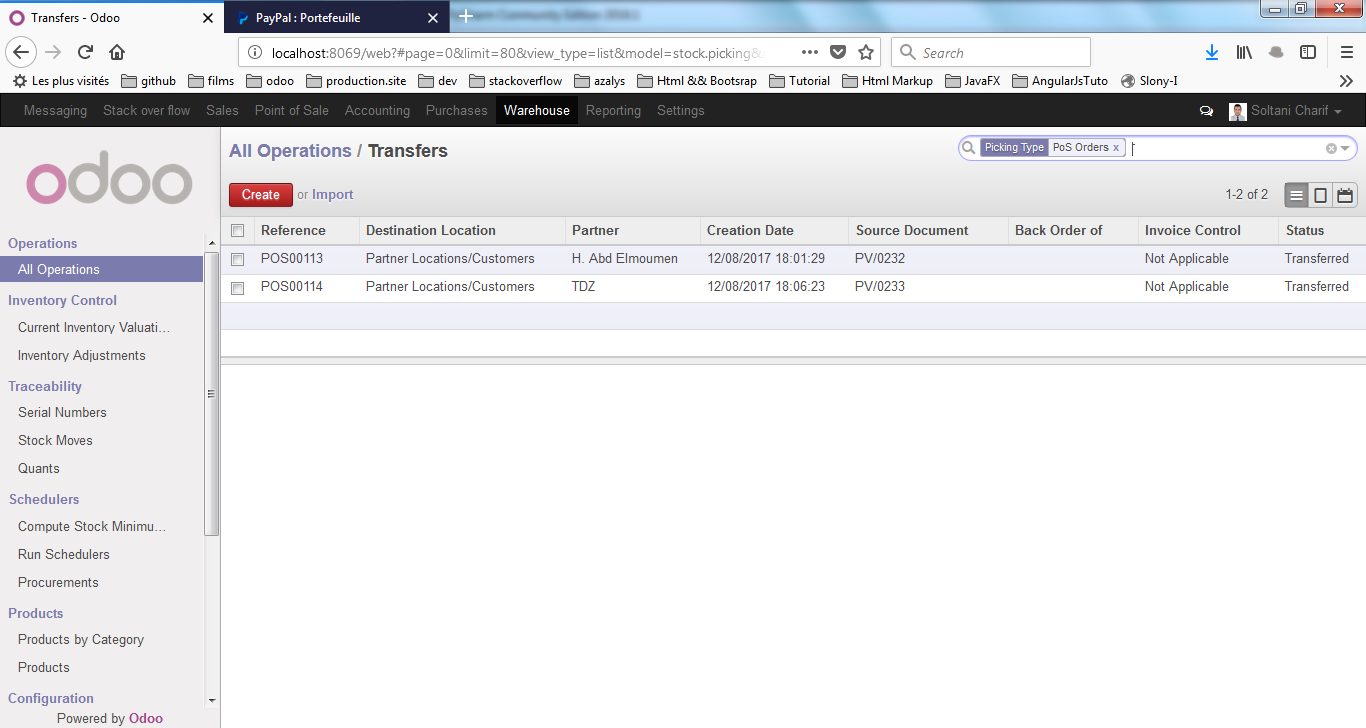 Transfers - Odoo
PayPal : Portefeuille
localhost:8069/web?#page=0&limit=80&view_type=list&model=stock.picking&
Search
Les plus visités github films odoo production.site dev stackoverflow azalys Html && Bootsrap Tutorial Html Markup JavaFX AngularJsTuto Slony-I
Messaging Stack over flow Sales Point of Sale Accounting Purchases Warehouse Reporting Settings Soltani Charif
odoo
All Operations / Transfers
Picking Type PoS Orders x
Create or Import
1-2 of 2
Reference Destination Location Partner Creation Date Source Document Back Order of Invoice Control Status
POS00113 Partner Locations/Customers H. Abd Elmoumen 12/08/2017 18:01:29 PV/0232 Not Applicable Transferred
POS00114 Partner Locations/Customers TDZ 12/08/2017 18:06:23 PV/0233 Not Applicable Transferred
Operations
All Operations
Inventory Control
Current Inventory Valuati...
Inventory Adjustments
Traceability
Serial Numbers
Stock Moves
Quants
Schedulers
Compute Stock Minimu...
Run Schedulers
Procurements
Products
Products by Category
Products
Configuration
Powered by Odoo